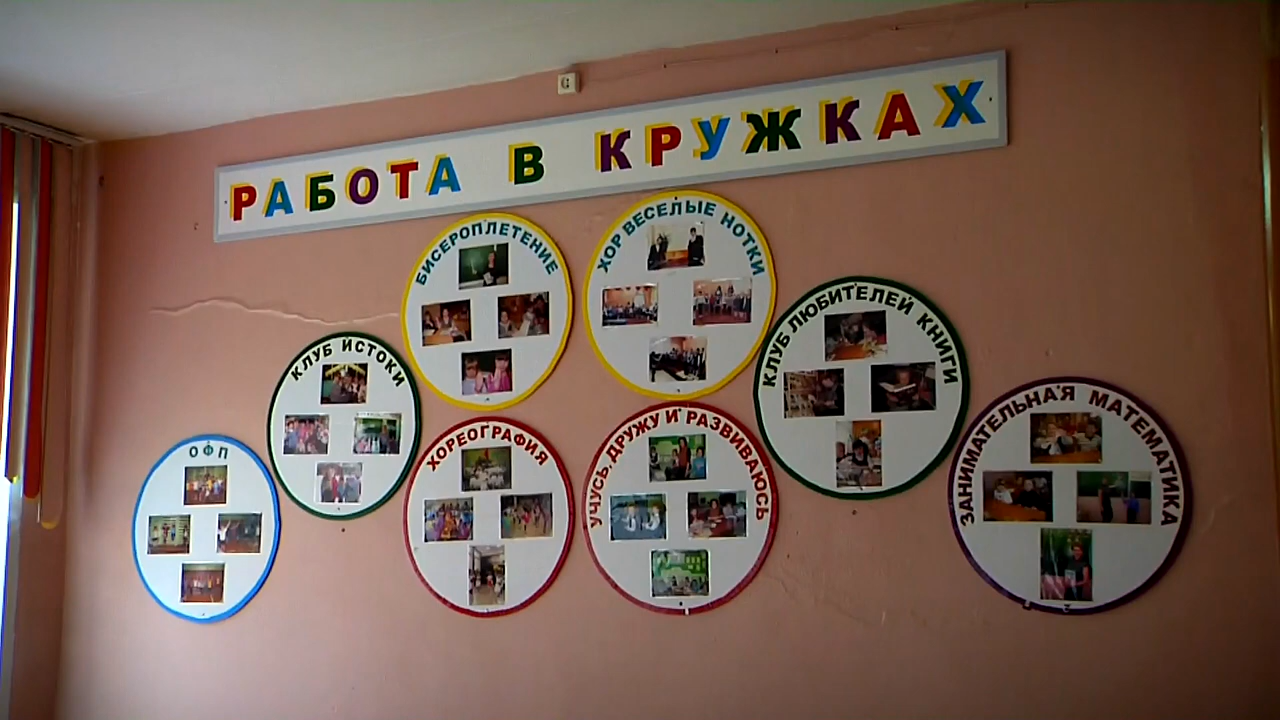 РАБОТА В КРУЖКАХ
БИСЕРОПЛЕТЕНИЕ
ХОР ВЕСЕЛЫЕ НОТКИ
КЛУБ ИСТОКИ
КЛУБ ЛЮБИТЕЛЕЙ КНИГИ
ОФП
ХОРЕОГРАФИЯ
УЧУСЬ, ДРУЖУ И РАЗВИВАЮСЬ
ЗАНИМАТЕЛЬНАЯ МАТЕМАТИКА